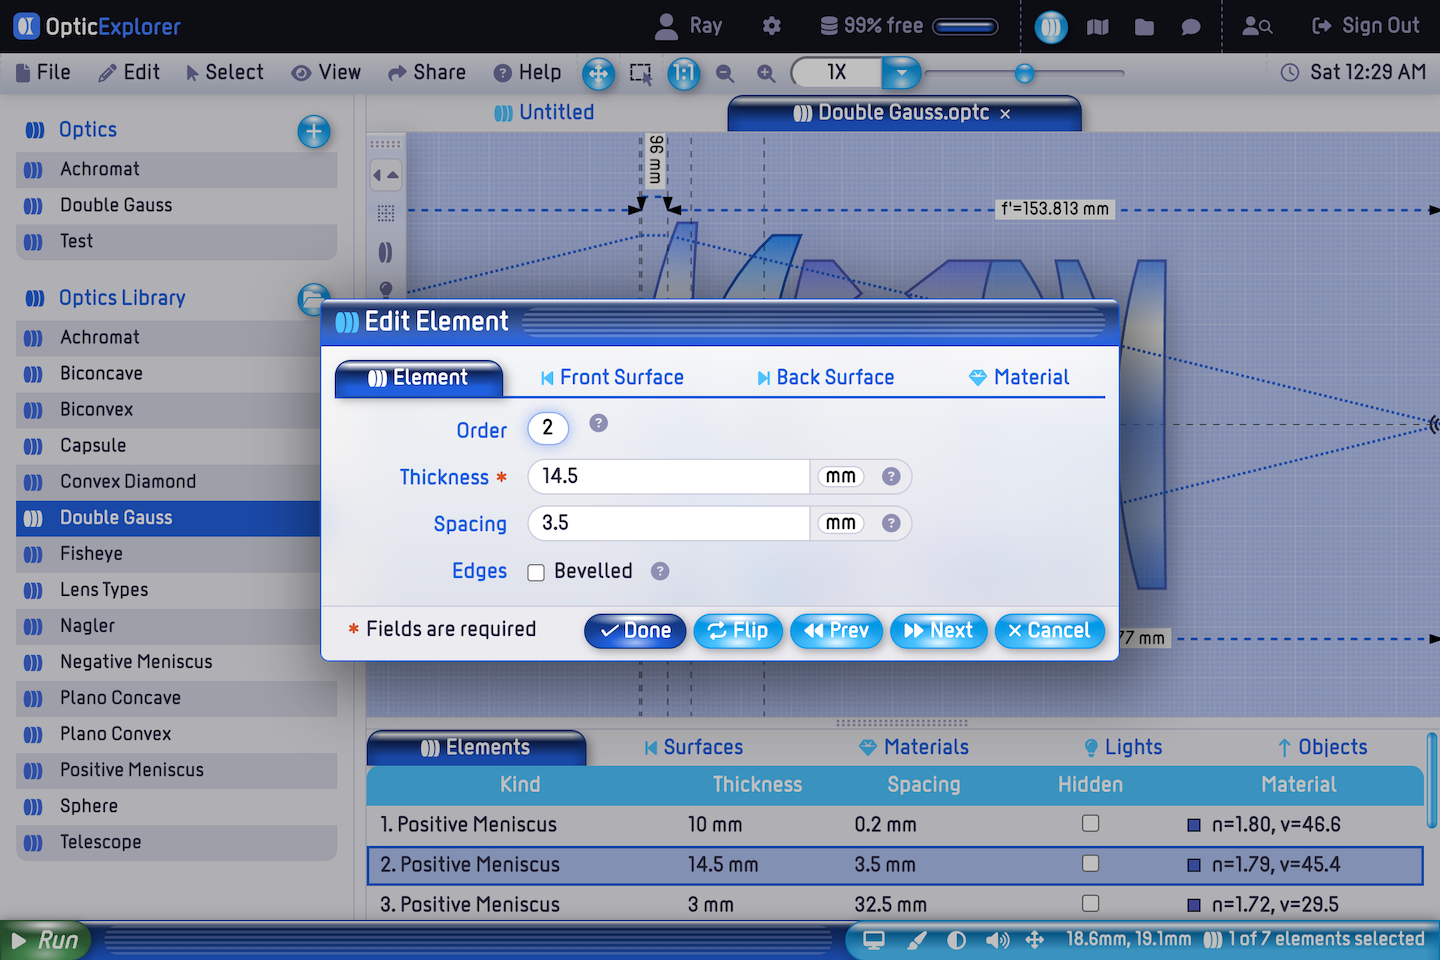 OpticExplorer
Ray
99% free
Sign Out
File
Edit
Select
View
Share
Help
1:1
1X
Sat 12:29 AM
Optics
Achromat
Double Gauss
Test
Optics Library
Achromat
Biconcave
Biconvex
Capsule
Convex Diamond
Double Gauss
Fisheye
Lens Types
Nagler
Negative Meniscus
Plano Concave
Plano Convex
Positive Meniscus
Sphere
Telescope
Untitled
Double Gauss.optc ×
96 mm
f'=153.813 mm
77 mm
Edit Element
Element
Front Surface
Back Surface
Material
Order 2 ?
Thickness * 14.5 mm ?
Spacing 3.5 mm ?
Edges Bevelled ?
* Fields are required
Done
Flip
Prev
Next
Cancel
Elements
Surfaces
Materials
Lights
Objects
Kind Thickness Spacing Hidden Material
1. Positive Meniscus 10 mm 0.2 mm n=1.80, v=46.6
2. Positive Meniscus 14.5 mm 3.5 mm n=1.79, v=45.4
3. Positive Meniscus 3 mm 32.5 mm n=1.72, v=29.5
Run
18.6mm, 19.1mm
1 of 7 elements selected